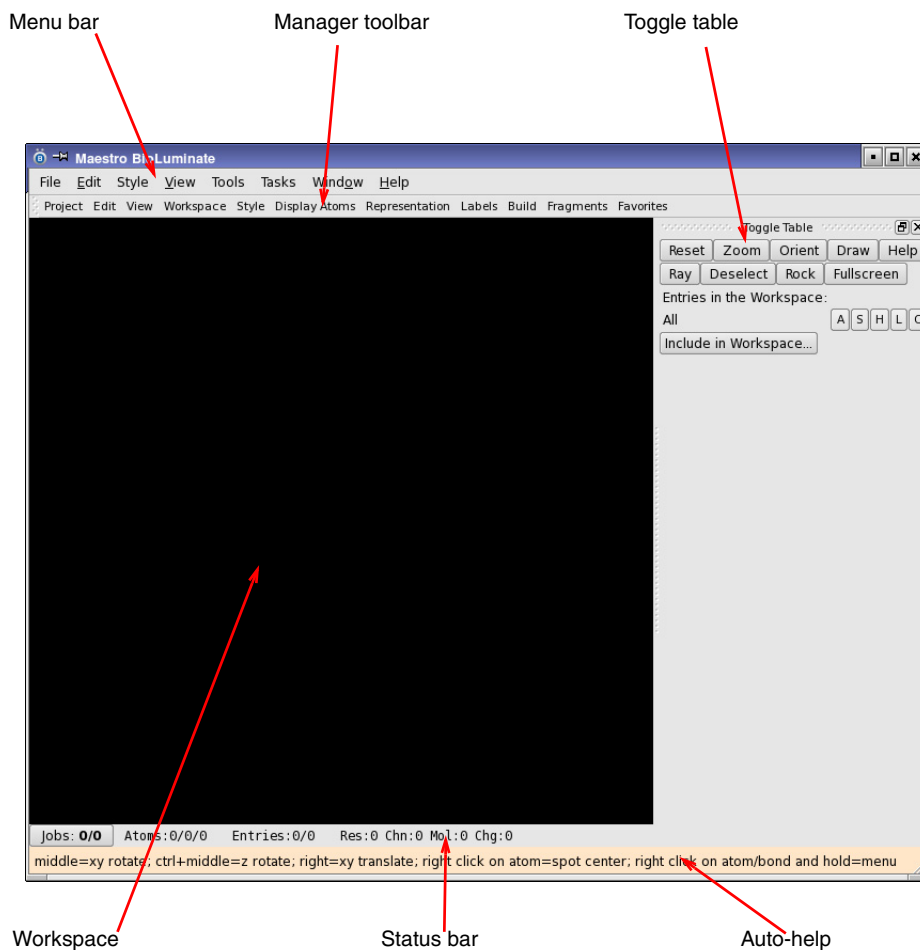 Menu bar Manager toolbar Toggle table
Maestro BioLuminate
File Edit Style View Tools Tasks Window Help
Project Edit View Workspace Style Display Atoms Representation Labels Build Fragments Favorites
Toggle Table
Reset Zoom Orient Draw Help
Ray Deselect Rock Fullscreen
Entries in the Workspace:
All A S H L C
Include in Workspace...
Jobs: 0/0 Atoms:0/0/0 Entries:0/0 Res:0 Chn:0 Mol:0 Chg:0
middle=xy rotate; ctrl+middle=z rotate; right=xy translate; right click on atom=spot center; right click on atom/bond and hold=menu
Workspace Status bar Auto-help